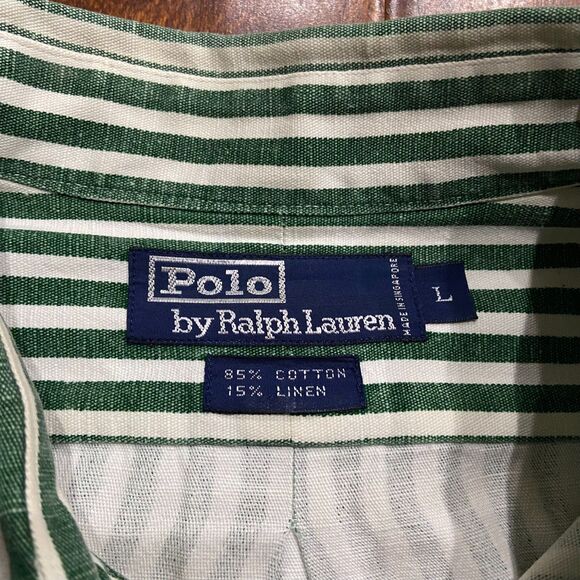 Polo
by Ralph Lauren
MADE IN SINGAPORE
L
85% COTTON
15% LINEN